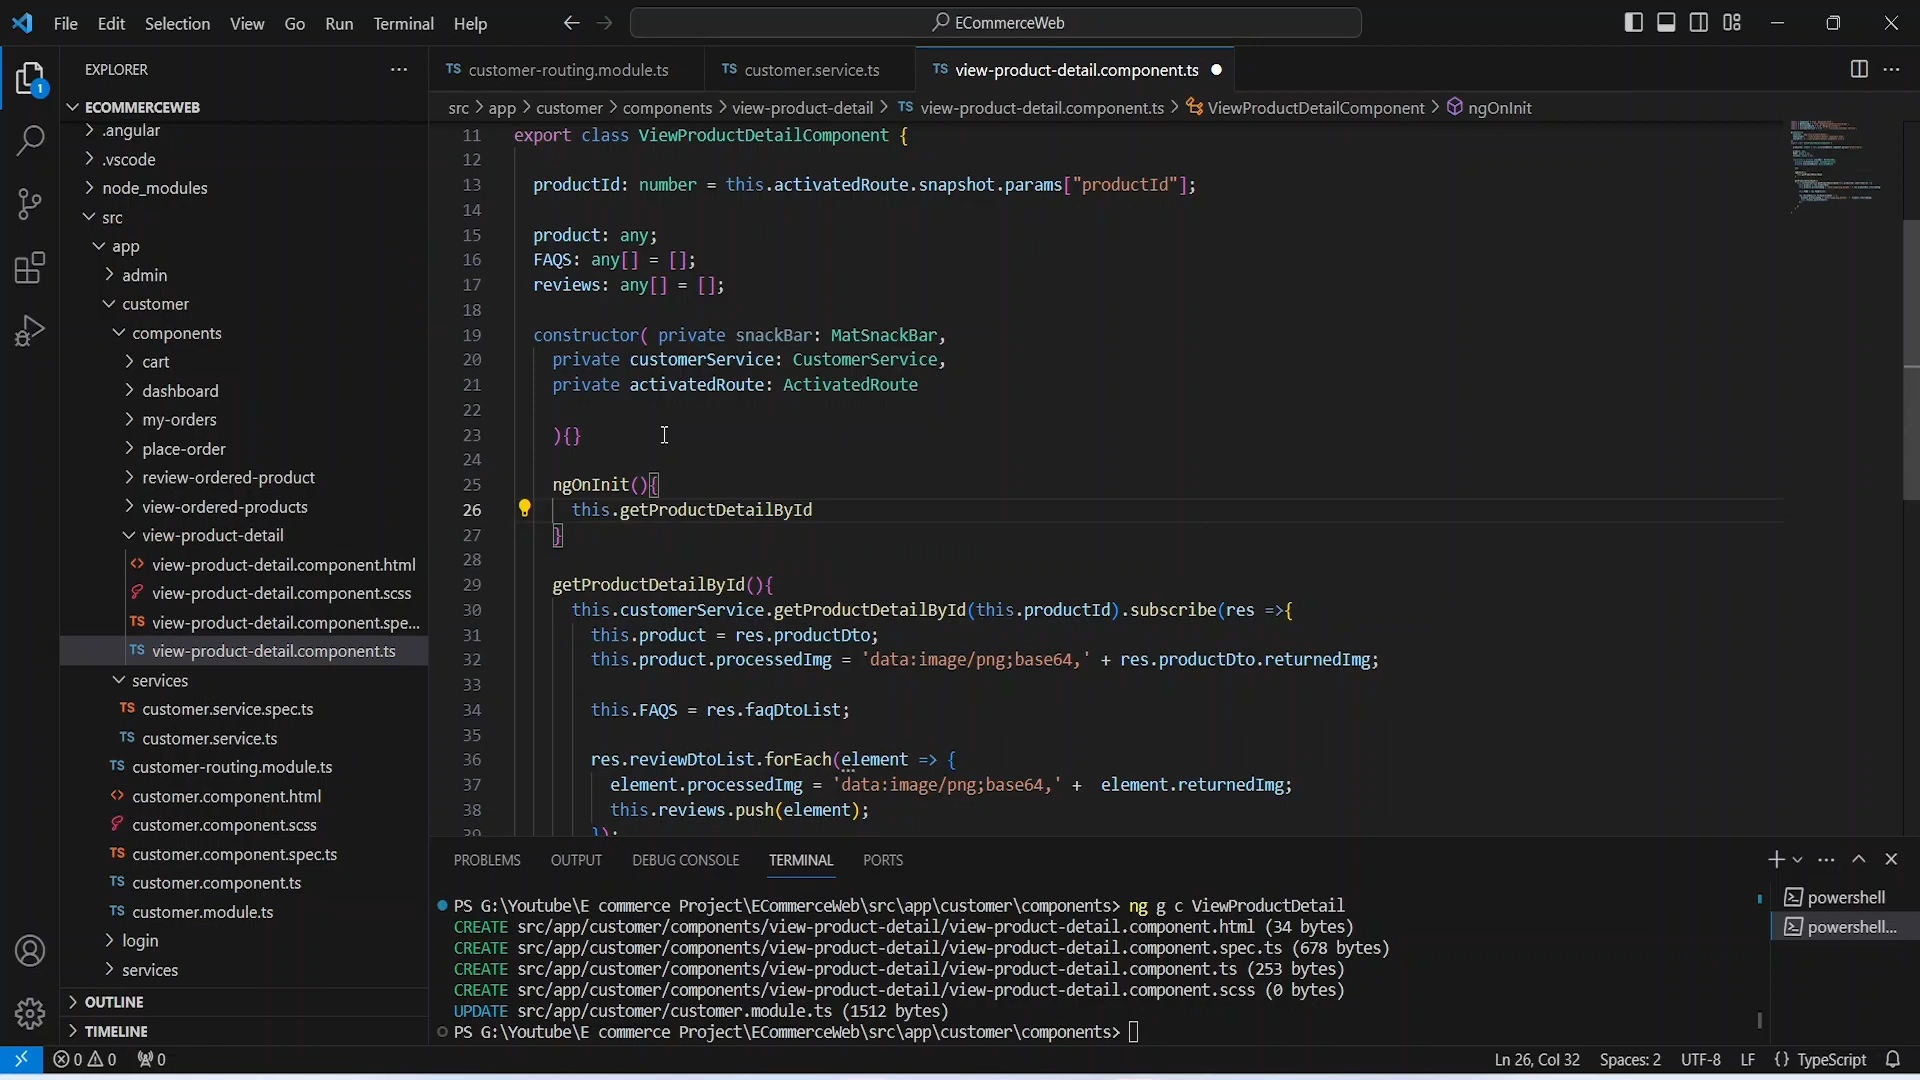 File Edit Selection View Go Run Terminal Help
ECommerceWeb
EXPLORER
ECOMMERCEWEB
.angular
.vscode
node_modules
src
app
admin
customer
components
cart
dashboard
my-orders
place-order
review-ordered-product
view-ordered-products
view-product-detail
view-product-detail.component.html
view-product-detail.component.scss
TS view-product-detail.component.spe...
TS view-product-detail.component.ts
services
TS customer.service.spec.ts
TS customer.service.ts
TS customer-routing.module.ts
customer.component.html
customer.component.scss
TS customer.component.spec.ts
TS customer.component.ts
TS customer.module.ts
login
services
OUTLINE
TIMELINE
1
TS customer-routing.module.ts TS customer.service.ts TS view-product-detail.component.ts
src > app > customer > components > view-product-detail > TS view-product-detail.component.ts > ViewProductDetailComponent > ngOnInit
11 export class ViewProductDetailComponent {
12
13 productId: number = this.activatedRoute.snapshot.params["productId"];
14
15 product: any;
16 FAQS: any[] = [];
17 reviews: any[] = [];
18
19 constructor( private snackBar: MatSnackBar,
20 private customerService: CustomerService,
21 private activatedRoute: ActivatedRoute
22
23 ){}
24
25 ngOnInit(){
26 this.getProductDetailById
27 }
28
29 getProductDetailById(){
30 this.customerService.getProductDetailById(this.productId).subscribe(res =>{
31 this.product = res.productDto;
32 this.product.processedImg = 'data:image/png;base64,' + res.productDto.returnedImg;
33
34 this.FAQS = res.faqDtoList;
35
36 res.reviewDtoList.forEach(element => {
37 element.processedImg = 'data:image/png;base64,' + element.returnedImg;
38 this.reviews.push(element);
39 });
PROBLEMS OUTPUT DEBUG CONSOLE TERMINAL PORTS
PS G:\Youtube\E commerce Project\ECommerceWeb\src\app\customer\components> ng g c ViewProductDetail
CREATE src/app/customer/components/view-product-detail/view-product-detail.component.html (34 bytes)
CREATE src/app/customer/components/view-product-detail/view-product-detail.component.spec.ts (678 bytes)
CREATE src/app/customer/components/view-product-detail/view-product-detail.component.ts (253 bytes)
CREATE src/app/customer/components/view-product-detail/view-product-detail.component.scss (0 bytes)
UPDATE src/app/customer/customer.module.ts (1512 bytes)
PS G:\Youtube\E commerce Project\ECommerceWeb\src\app\customer\components>
powershell
powershell...
0 0 0 Ln 26, Col 32 Spaces: 2 UTF-8 LF {} TypeScript